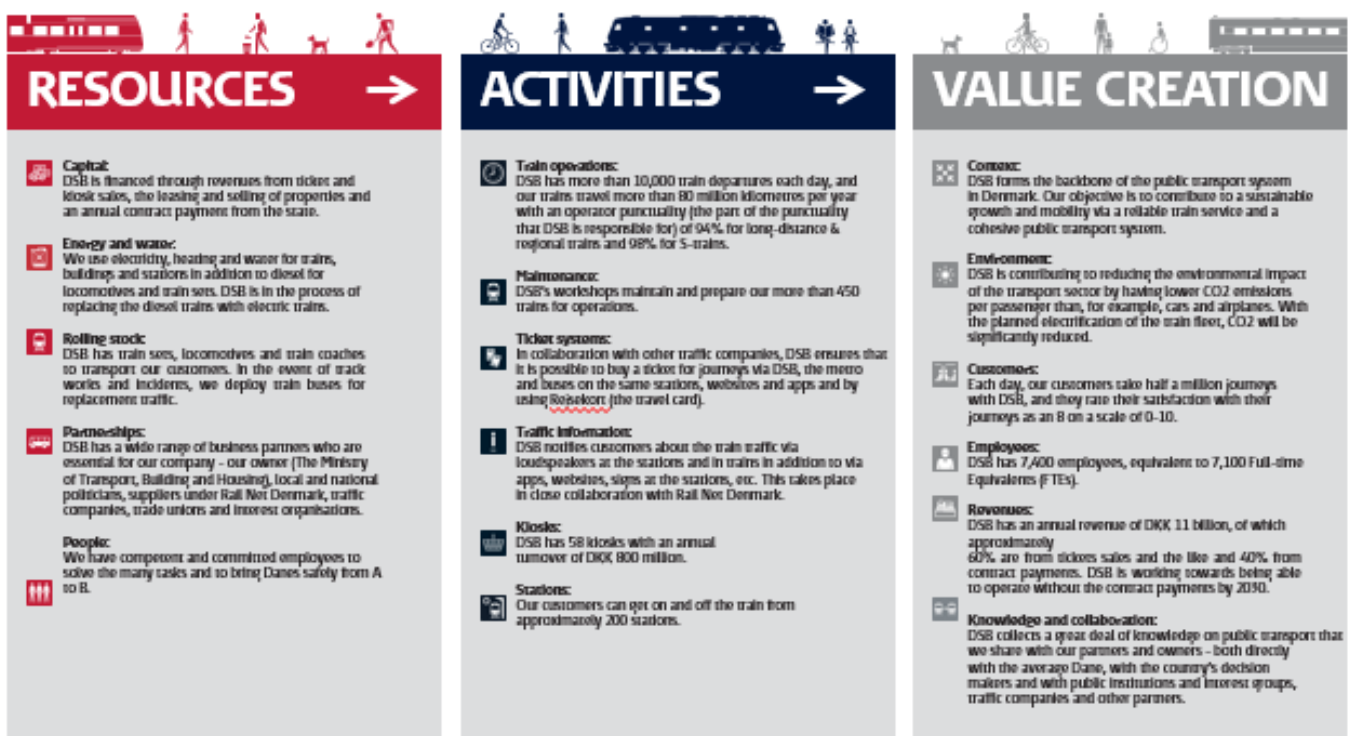 RESOURCES
Capital:
DSB is financed through revenues from ticket and
kiosk sales, the leasing and selling of properties and
an annual contract payment from the state.
Energy and water:
We use electricity, heating and water for trains,
buildings and stations in addition to diesel for
locomotives and train sets. DSB is in the process of
replacing the diesel trains with electric trains.
Rolling stock:
DSB has train sets, locomotives and train coaches
to transport our customers. In the event of track
works and incidents, we deploy train buses for
replacement traffic.
Partnerships:
DSB has a wide range of business partners who are
essential for our company - our owner (The Ministry
of Transport, Building and Housing), local and national
politicians, suppliers under Rail Net Denmark, traffic
companies, trade unions and interest organisations.
People:
We have competent and committed employees to
solve the many tasks and to bring Danes safely from A
to B.
ACTIVITIES
Train operations:
DSB has more than 10,000 train departures each day, and
our trains travel more than 80 million kilometres per year
with an operator punctuality (the part of the punctuality
that DSB is responsible for) of 94% for long-distance &
regional trains and 98% for S-trains.
Maintenance:
DSB's workshops maintain and prepare our more than 450
trains for operations.
Ticket systems:
In collaboration with other traffic companies, DSB ensures that
it is possible to buy a ticket for journeys via DSB, the metro
and buses on the same stations, websites and apps and by
using Rejsekort (the travel card).
Traffic information:
DSB notifies customers about the train traffic via
loudspeakers at the stations and in trains in addition to via
apps, websites, signs at the stations, etc. This takes place
in close collaboration with Rail Net Denmark.
Kiosks:
DSB has 58 kiosks with an annual
turnover of DKK 800 million.
Stations:
Our customers can get on and off the train from
approximately 200 stations.
VALUE CREATION
Context:
DSB forms the backbone of the public transport system
in Denmark. Our objective is to contribute to a sustainable
growth and mobility via a reliable train service and a
cohesive public transport system.
Environment:
DSB is contributing to reducing the environmental impact
of the transport sector by having lower CO2 emissions
per passenger than, for example, cars and airplanes. With
the planned electrification of the train fleet, CO2 will be
significantly reduced.
Customers:
Each day, our customers take half a million journeys
with DSB, and they rate their satisfaction with their
journeys as an 8 on a scale of 0-10.
Employees:
DSB has 7,400 employees, equivalent to 7,100 Full-time
Equivalents (FTEs).
Revenues:
DSB has an annual revenue of DKK 11 billion, of which
approximately
60% are from tickets sales and the like and 40% from
contract payments. DSB is working towards being able
to operate without the contract payments by 2030.
Knowledge and collaboration:
DSB collects a great deal of knowledge on public transport that
we share with our partners and owners - both directly
with the average Dane, with the country's decision
makers and with public institutions and interest groups,
traffic companies and other partners.